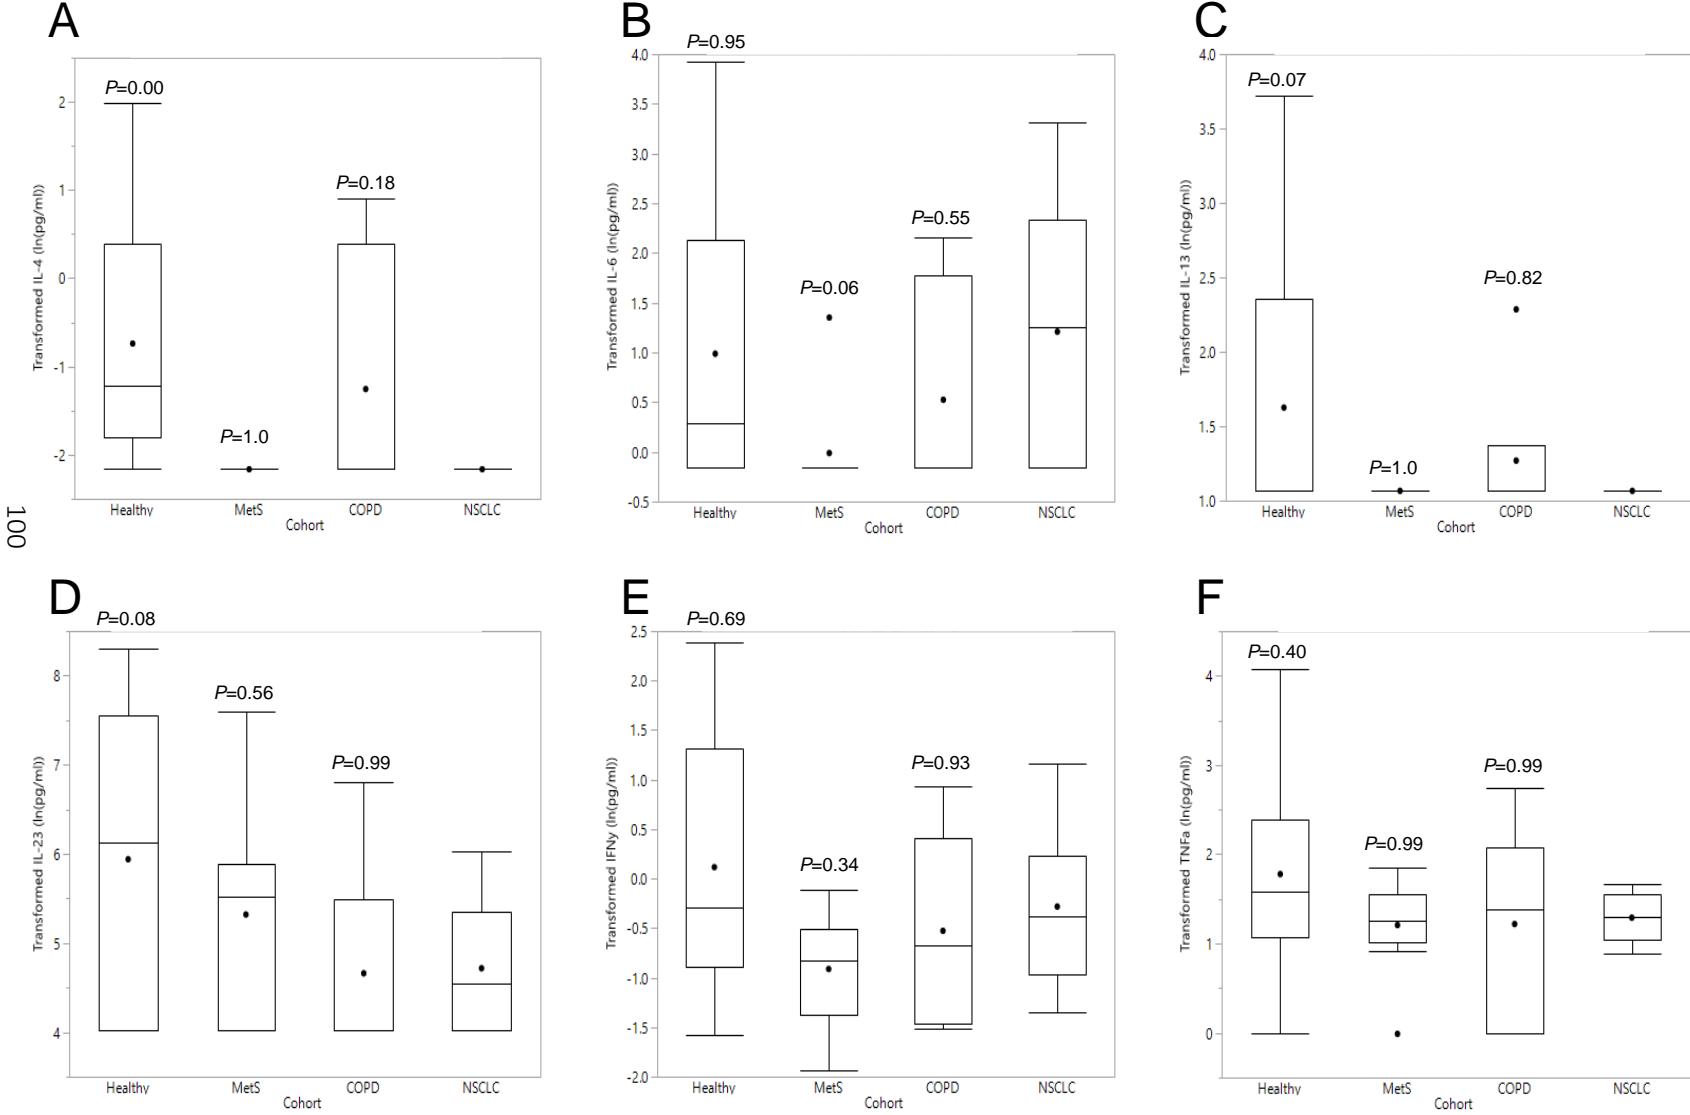 A
P=0.00
Transformed IL-4 (ln(pg/ml))
2
1
0
-1
-2
P=1.0
P=0.18
Healthy MetS COPD NSCLC
Cohort
B
P=0.95
Transformed IL-6 (ln(pg/ml))
4.0
3.5
3.0
2.5
2.0
1.5
1.0
0.5
0.0
-0.5
P=0.06
P=0.55
Healthy MetS COPD NSCLC
Cohort
C
P=0.07
Transformed IL-13 (ln(pg/ml))
4.0
3.5
3.0
2.5
2.0
1.5
1.0
P=1.0
P=0.82
Healthy MetS COPD NSCLC
Cohort
100
D
P=0.08
Transformed IL-23 (ln(pg/ml))
8
7
6
5
4
P=0.56
P=0.99
Healthy MetS COPD NSCLC
Cohort
E
P=0.69
Transformed IFNy (ln(pg/ml))
2.5
2.0
1.5
1.0
0.5
0.0
-0.5
-1.0
-1.5
-2.0
P=0.34
P=0.93
Healthy MetS COPD NSCLC
Cohort
F
P=0.40
Transformed TNFa (ln(pg/ml))
4
3
2
1
0
P=0.99
P=0.99
Healthy MetS COPD NSCLC
Cohort